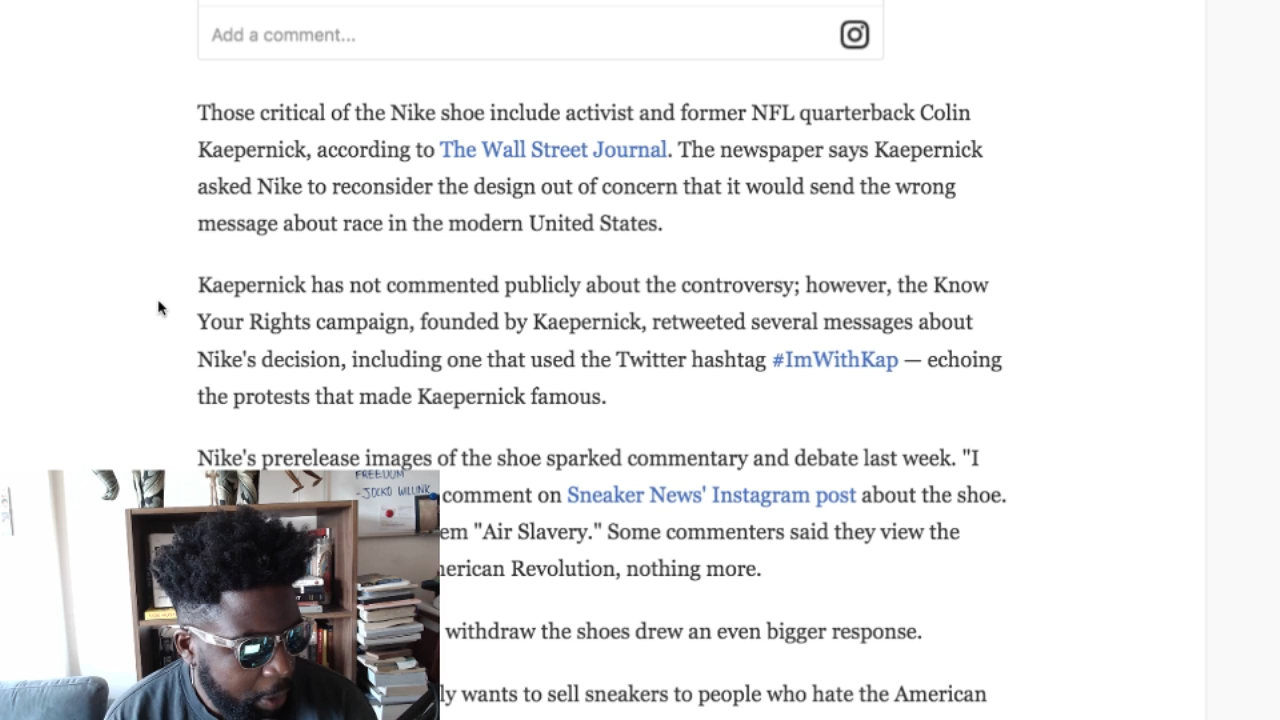 Add a comment...
Those critical of the Nike shoe include activist and former NFL quarterback Colin
Kaepernick, according to The Wall Street Journal. The newspaper says Kaepernick
asked Nike to reconsider the design out of concern that it would send the wrong
message about race in the modern United States.
Kaepernick has not commented publicly about the controversy; however, the Know
Your Rights campaign, founded by Kaepernick, retweeted several messages about
Nike's decision, including one that used the Twitter hashtag #ImWithKap — echoing
the protests that made Kaepernick famous.
Nike's prerelease images of the shoe sparked commentary and debate last week. "I
comment on Sneaker News' Instagram post about the shoe.
em "Air Slavery." Some commenters said they view the
erican Revolution, nothing more.
withdraw the shoes drew an even bigger response.
ly wants to sell sneakers to people who hate the American
FREEDOM
-JOCKO WILLINK